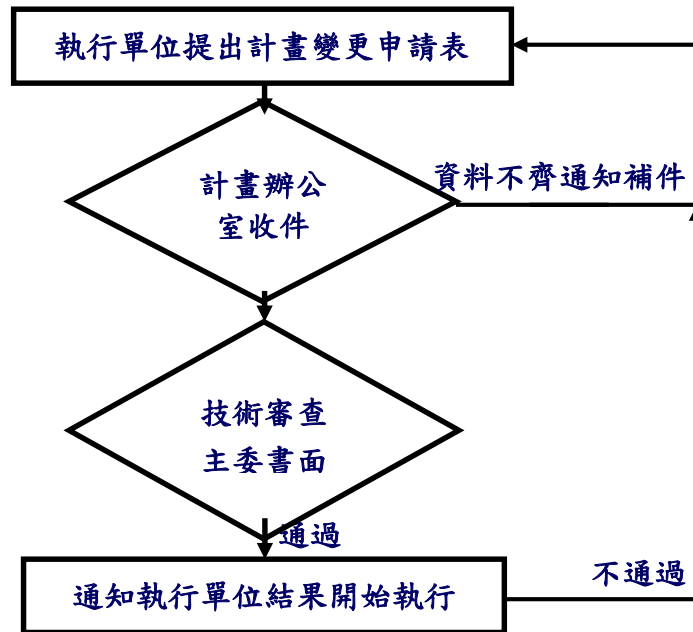 執行單位提出計畫變更申請表
計畫辦公
室收件
資料不齊通知補件
技術審查
主委書面
通過
不通過
通知執行單位結果開始執行